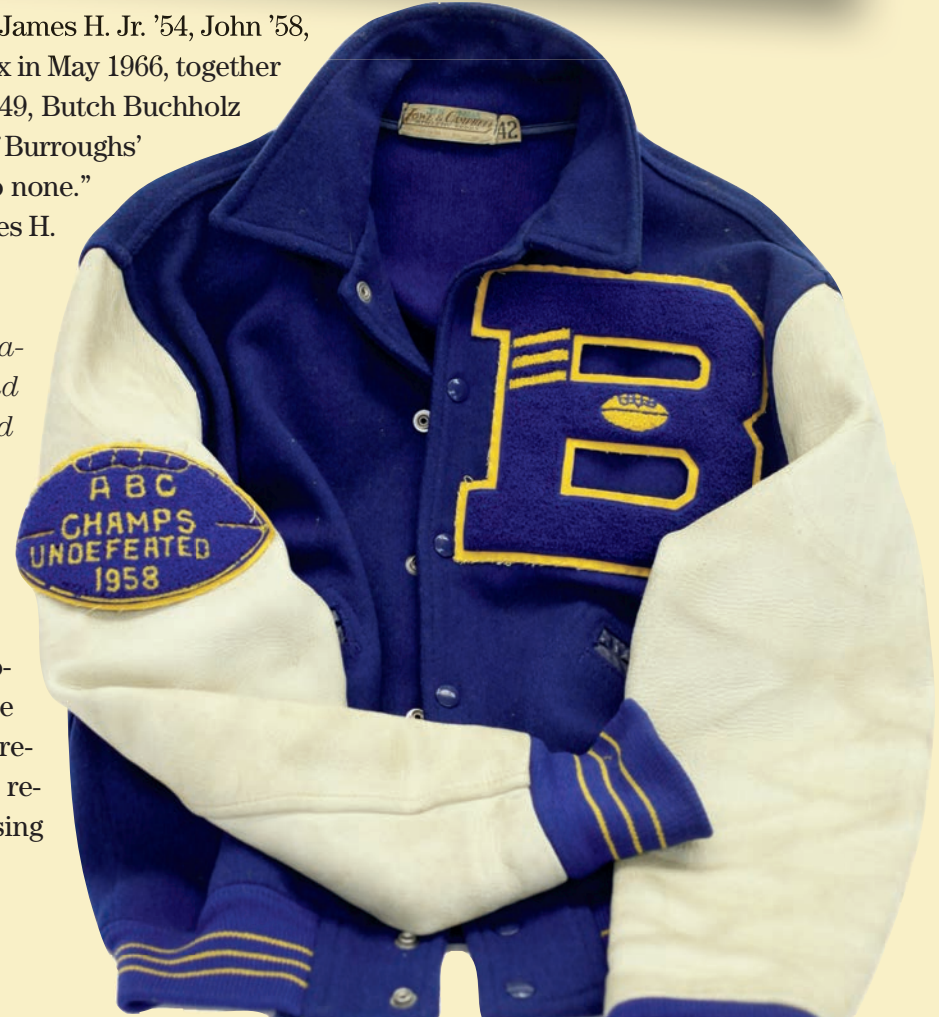 James H. Jr. ’54, John ’58,
x in May 1966, together
49, Butch Buchholz
Burroughs’
o none.”
es H.
a-
d
d
o-
e
re-
re-
sing
42
B
A B C
CHAMPS
UNDEFEATED
1958